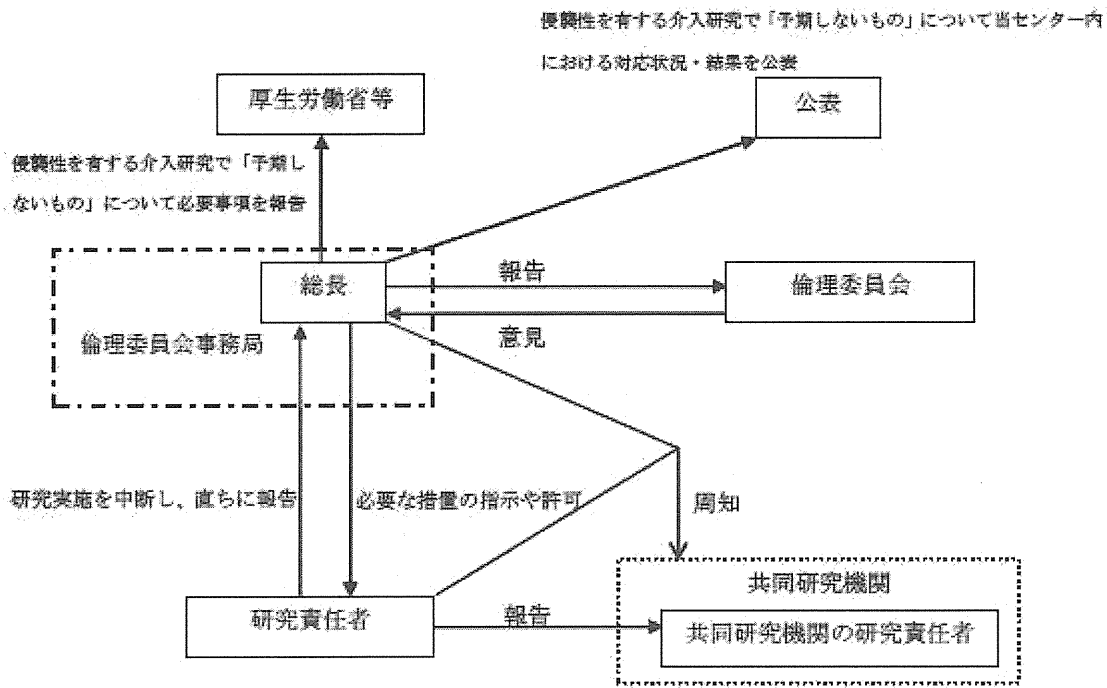 侵襲性を有する介入研究で「予期しないもの」について当センター内
における対応状況・結果を公表
厚生労働省等
公表
侵襲性を有する介入研究で「予期し
ないもの」について必要事項を報告
総長
報告
倫理委員会
意見
倫理委員会事務局
研究実施を中断し、直ちに報告
必要な措置の指示や許可
周知
共同研究機関
研究責任者
報告
共同研究機関の研究責任者